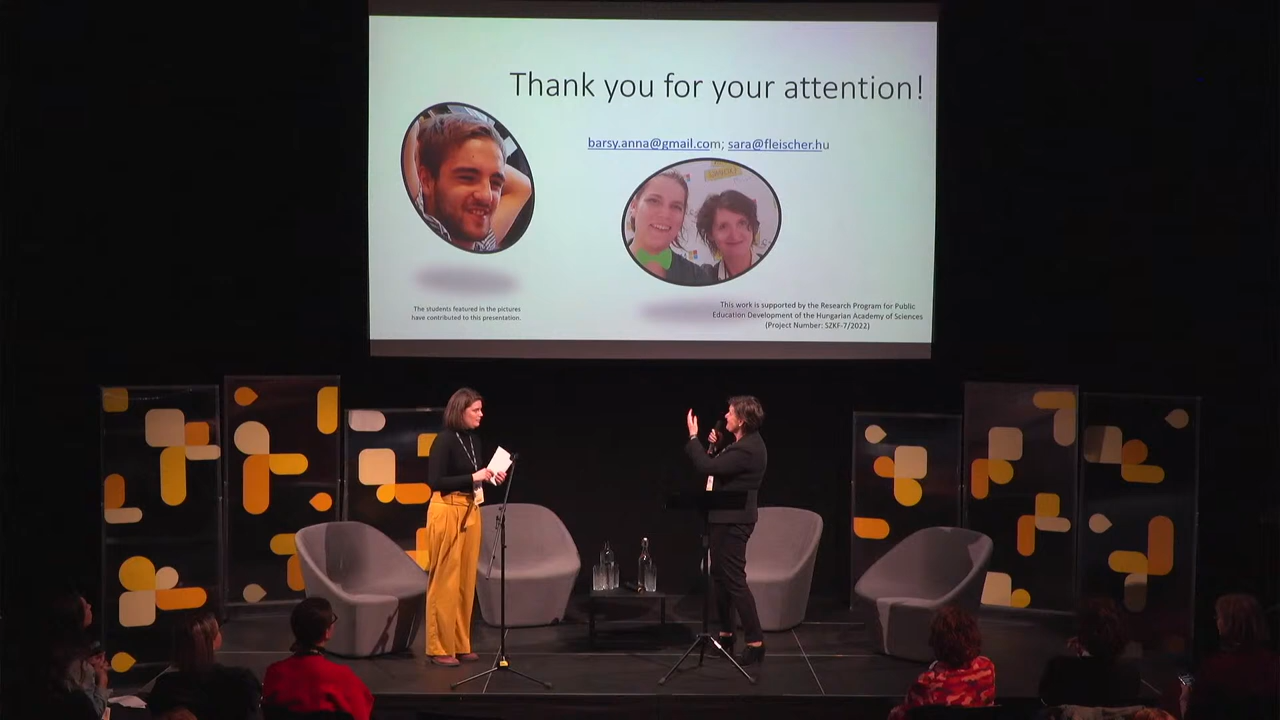 Thank you for your attention!
barsy.anna@gmail.com; sara@fleischer.hu
The students featured in the pictures
have contributed to this presentation.
This work is supported by the Research Program for Public
Education Development of the Hungarian Academy of Sciences
(Project Number: SZKF-7/2022)